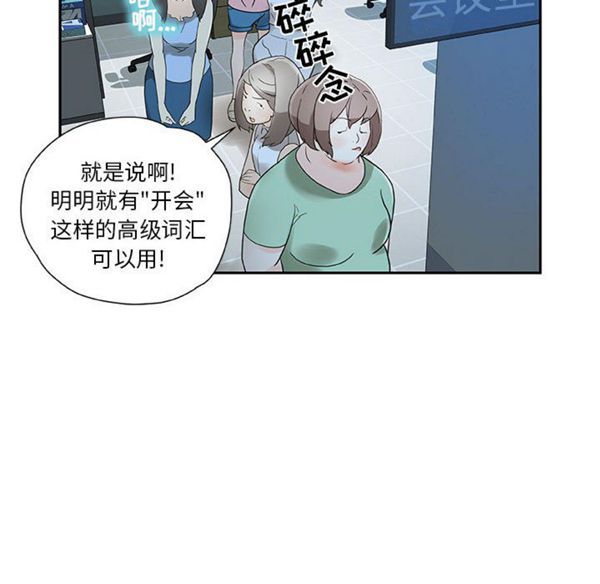 啊...
碎碎念
会议室
就是说啊!
明明就有"开会"
这样的高级词汇
可以用!